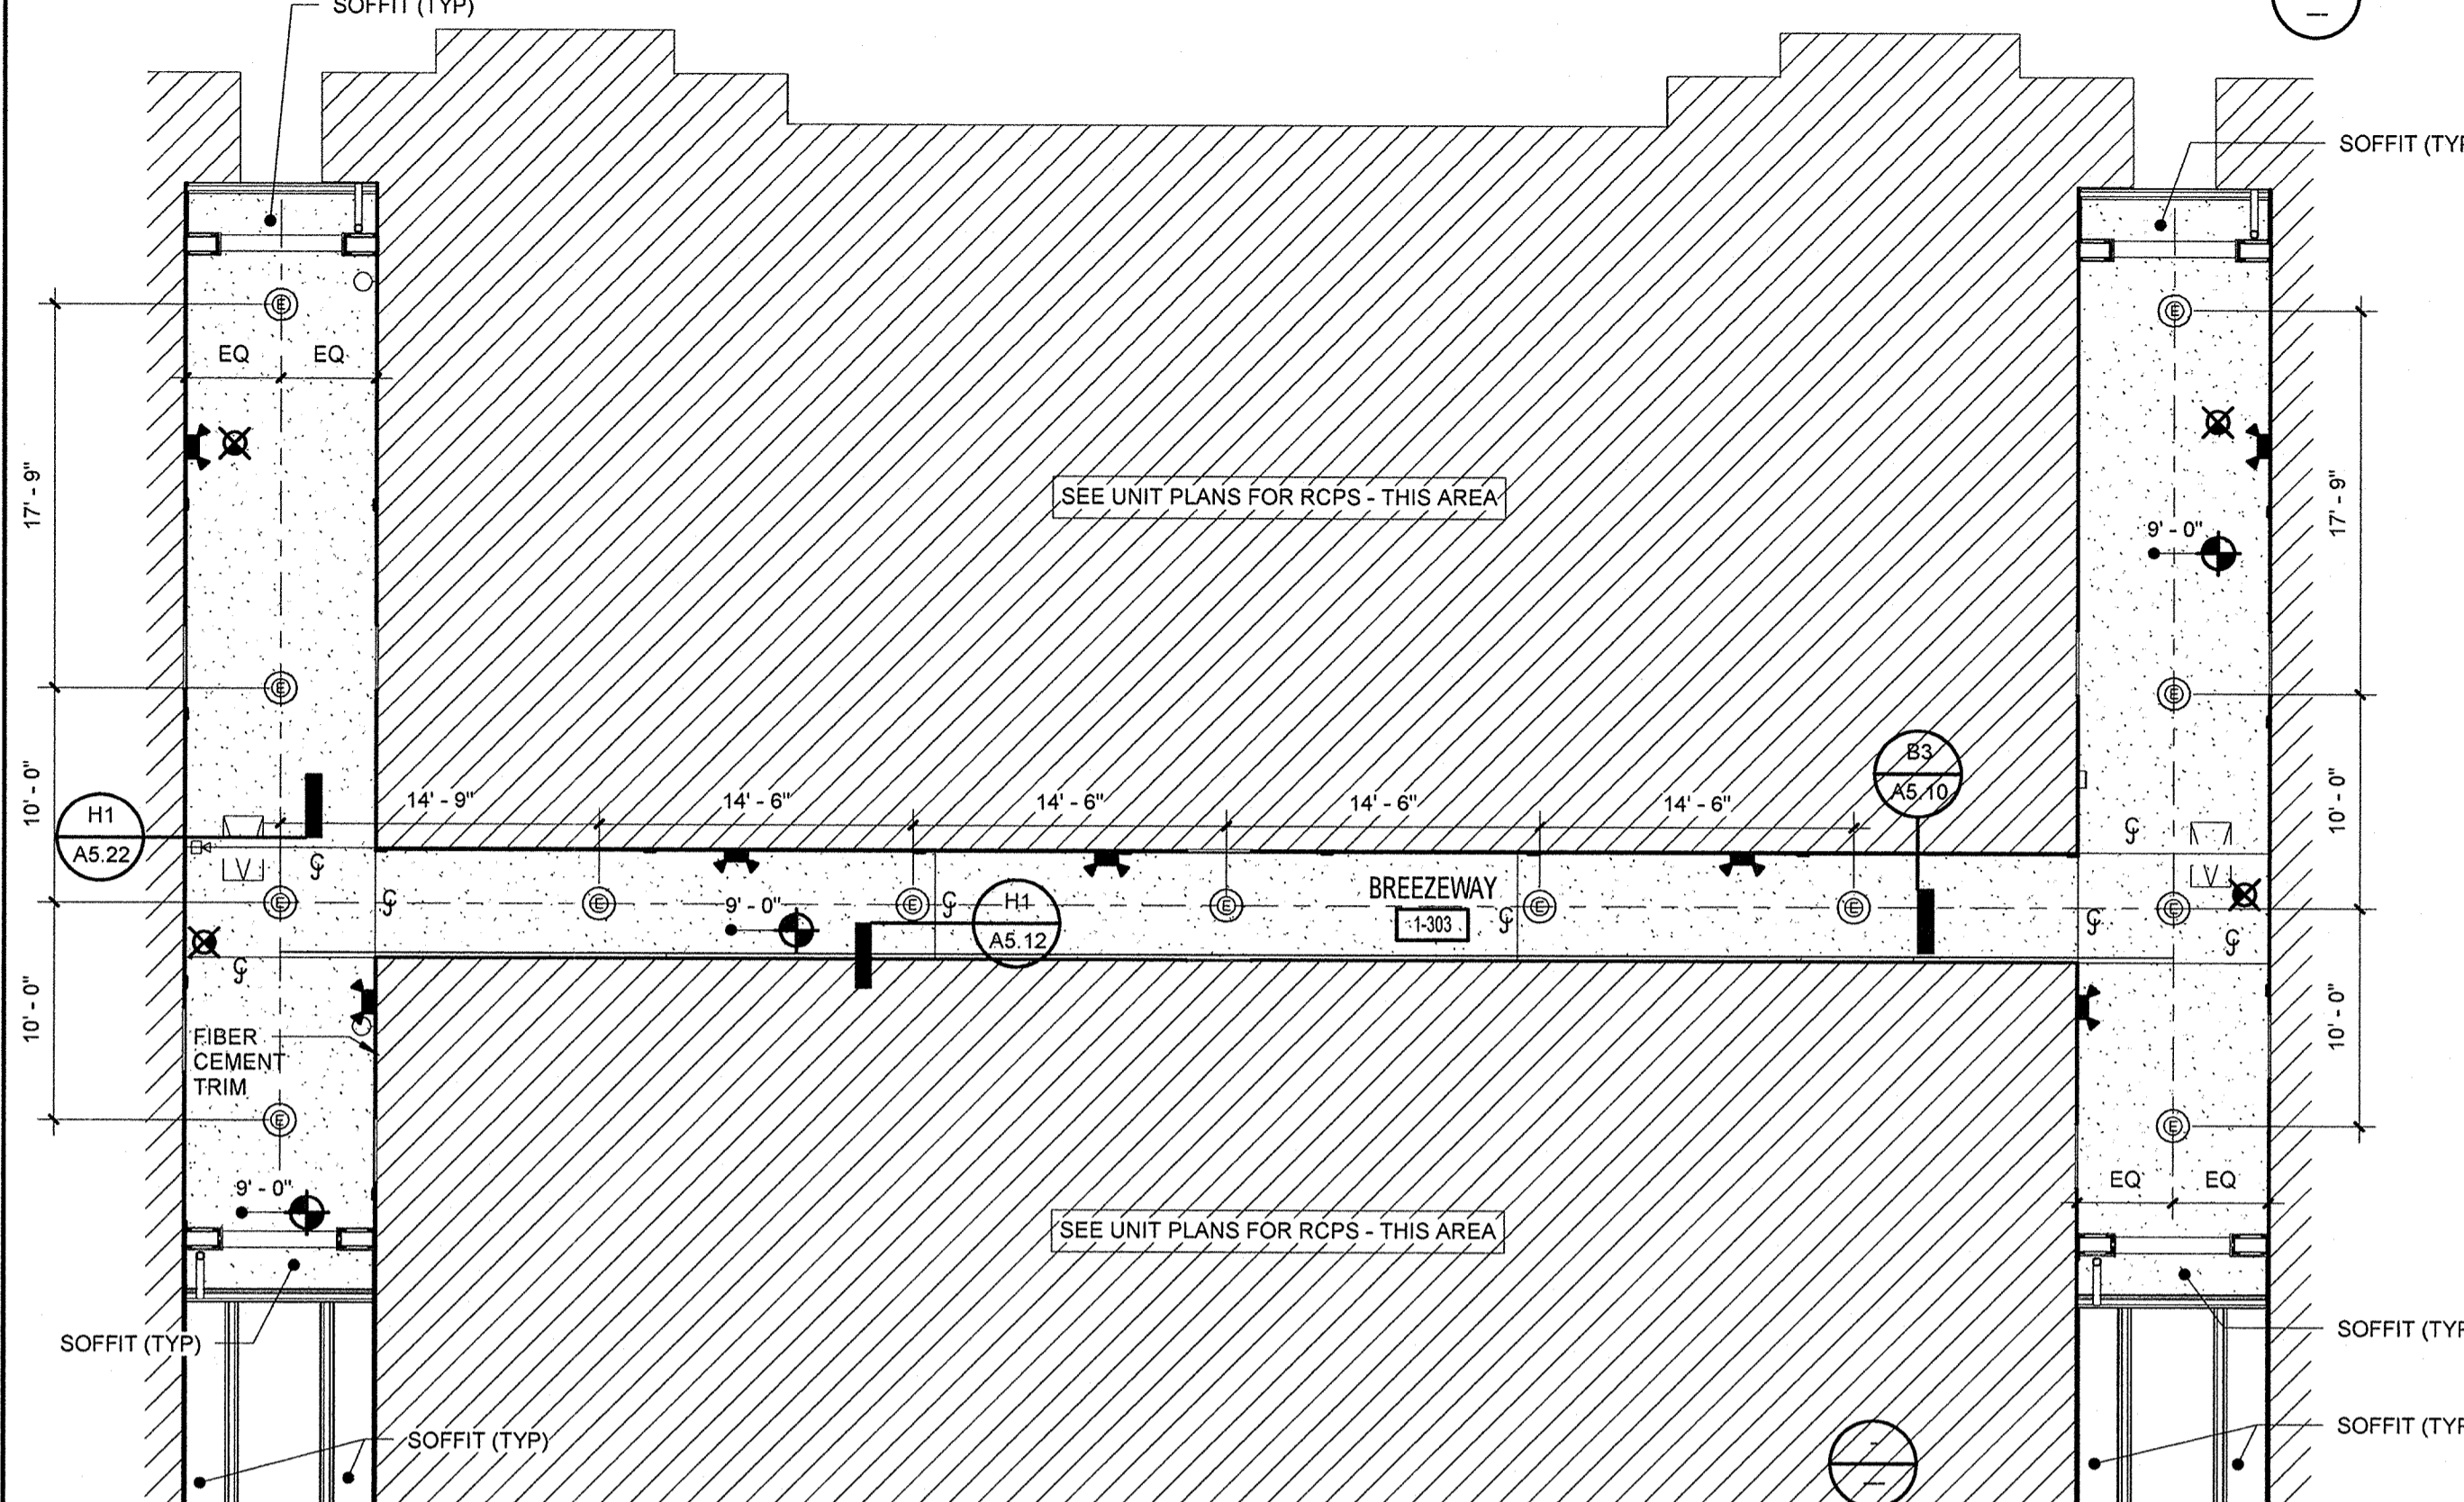 SOFFIT (TYP)
SOFFIT (TYP
E
E
EQ
EQ
17' - 9"
SEE UNIT PLANS FOR RCPS - THIS AREA
17' - 9"
9' - 0"
E
E
10' - 0"
H1
A5.22
14' - 9"
14' - 6"
14' - 6"
14' - 6"
14' - 6"
B3
A5.10
10' - 0"
V
V
BREEZEWAY
1-303
E
E
E
E
E
E
E
9' - 0"
H1
A5.12
10' - 0"
10' - 0"
FIBER
CEMENT
TRIM
E
E
9' - 0"
EQ
EQ
SEE UNIT PLANS FOR RCPS - THIS AREA
SOFFIT (TYP)
SOFFIT (TYP
SOFFIT (TYP)
SOFFIT (TYP